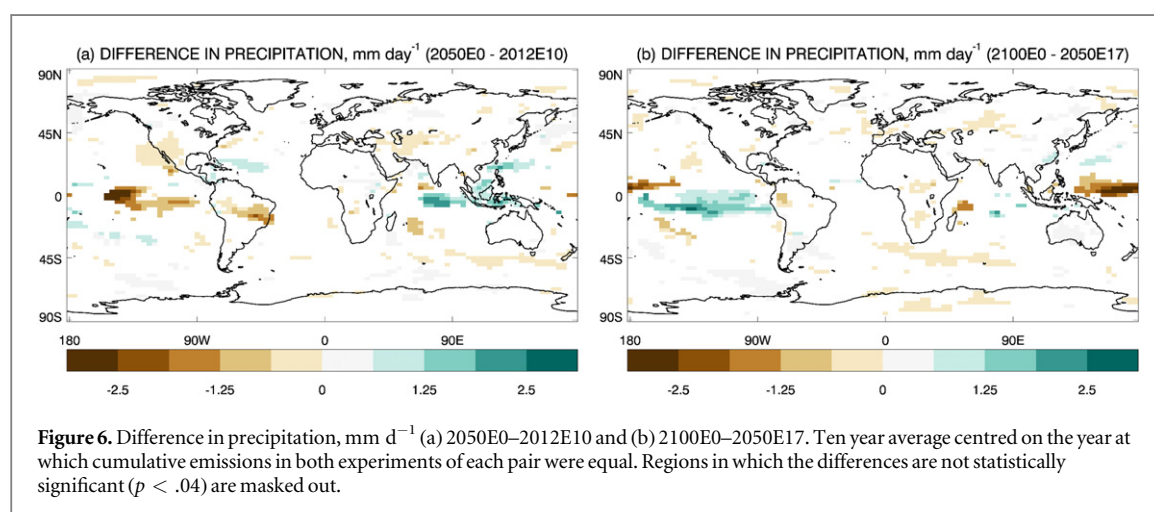 (a) DIFFERENCE IN PRECIPITATION, mm day⁻¹ (2050E0 - 2012E10)
(b) DIFFERENCE IN PRECIPITATION, mm day⁻¹ (2100E0 - 2050E17)
90N
45N
0
45S
90S
180 90W 0 90E
-2.5 -1.25 0 1.25 2.5
90N
45N
0
45S
90S
180 90W 0 90E
-2.5 -1.25 0 1.25 2.5
Figure 6. Difference in precipitation, mm d⁻¹ (a) 2050E0–2012E10 and (b) 2100E0–2050E17. Ten year average centred on the year at
which cumulative emissions in both experiments of each pair were equal. Regions in which the differences are not statistically
significant (p < .04) are masked out.